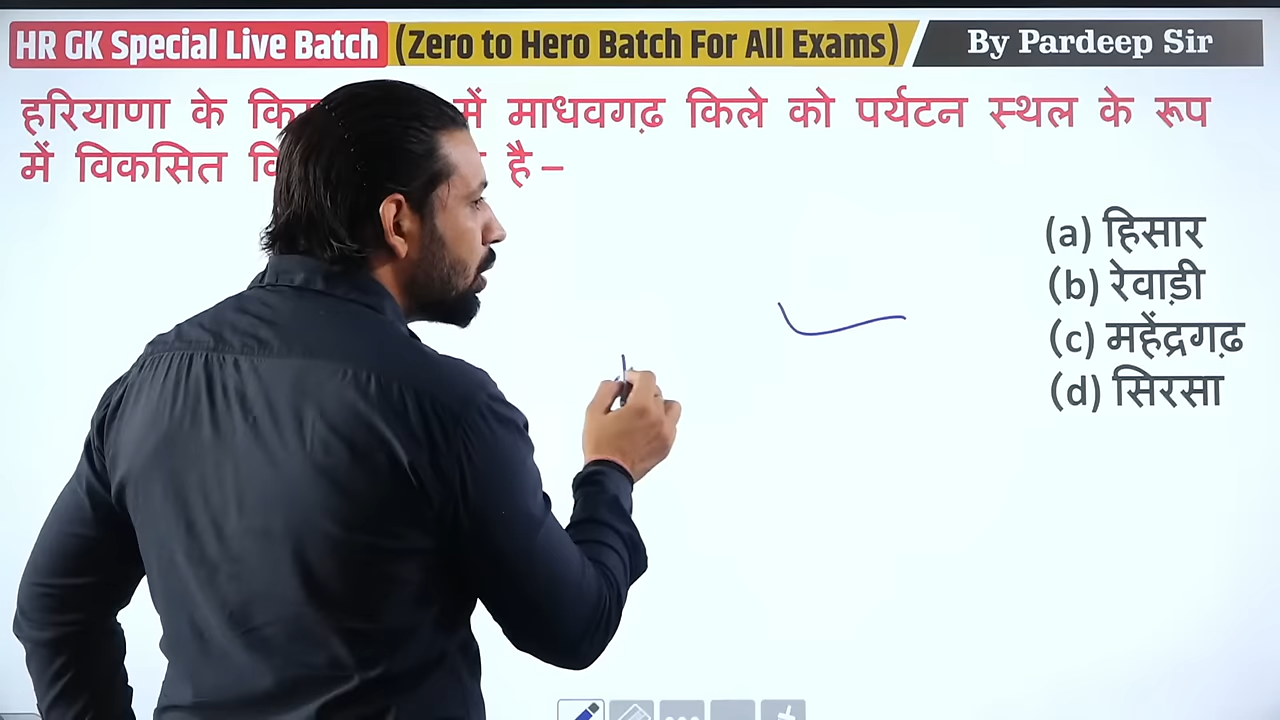 HR GK Special Live Batch (Zero to Hero Batch For All Exams) By Pardeep Sir
हरियाणा के में माधवगढ़ किले को पर्यटन स्थल के रूप
में विकसित है –
(a) हिसार
(b) रेवाड़ी
(c) महेंद्रगढ़
(d) सिरसा